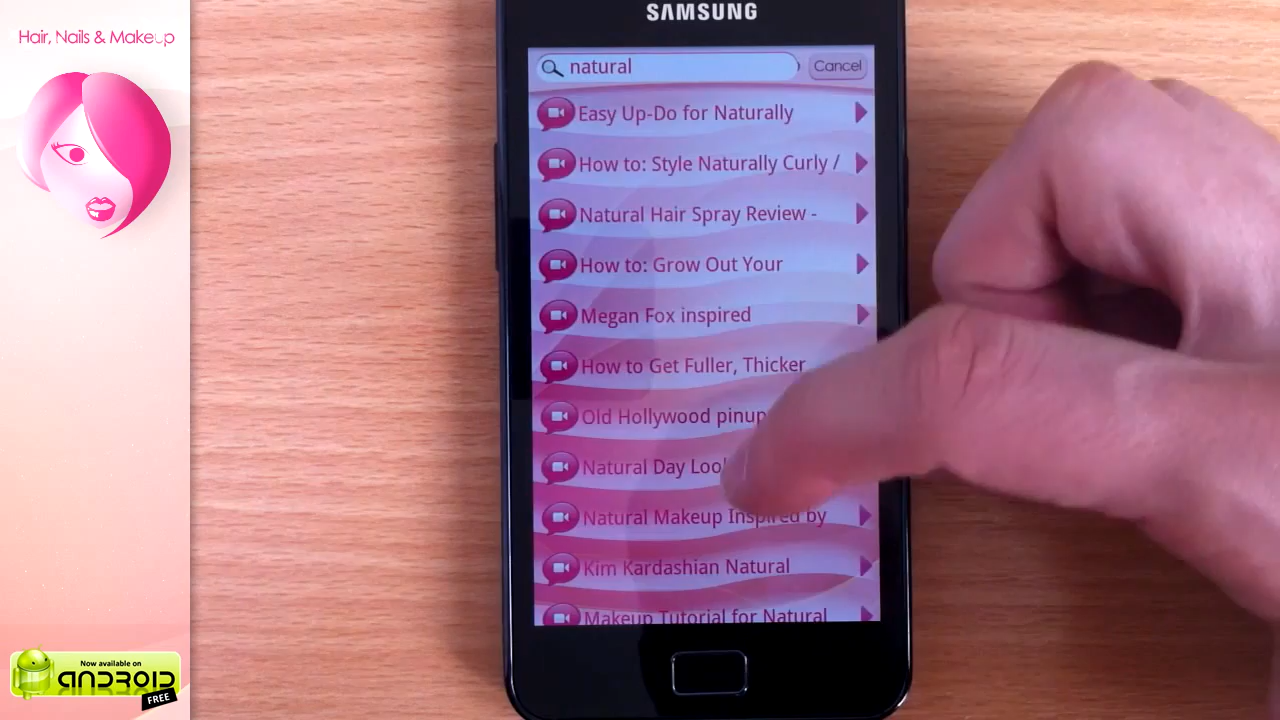 Hair, Nails & Makeup
SAMSUNG
natural
Cancel
Easy Up-Do for Naturally
How to: Style Naturally Curly /
Natural Hair Spray Review -
How to: Grow Out Your
Megan Fox inspired
How to Get Fuller, Thicker
Old Hollywood pinup
Natural Day Look
Natural Makeup Inspired by
Kim Kardashian Natural
Makeup Tutorial for Natural
Now available on
ANDROID
FREE